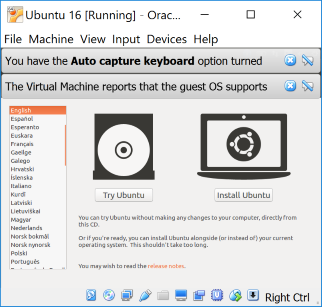 Ubuntu 16 [Running] - Orac...
File Machine View Input Devices Help
You have the Auto capture keyboard option turned
The Virtual Machine reports that the guest OS supports
English
Español
Esperanto
Euskara
Français
Gaeilge
Galego
Hrvatski
Íslenska
Italiano
Kurdî
Latviski
Lietuviškai
Magyar
Nederlands
Norsk bokmål
Norsk nynorsk
Polski
Português
Try Ubuntu
Install Ubuntu
You can try Ubuntu without making any changes to your computer, directly from
this CD.
Or if you're ready, you can install Ubuntu alongside (or instead of) your current
operating system. This shouldn't take too long.
You may wish to read the release notes.
Right Ctrl